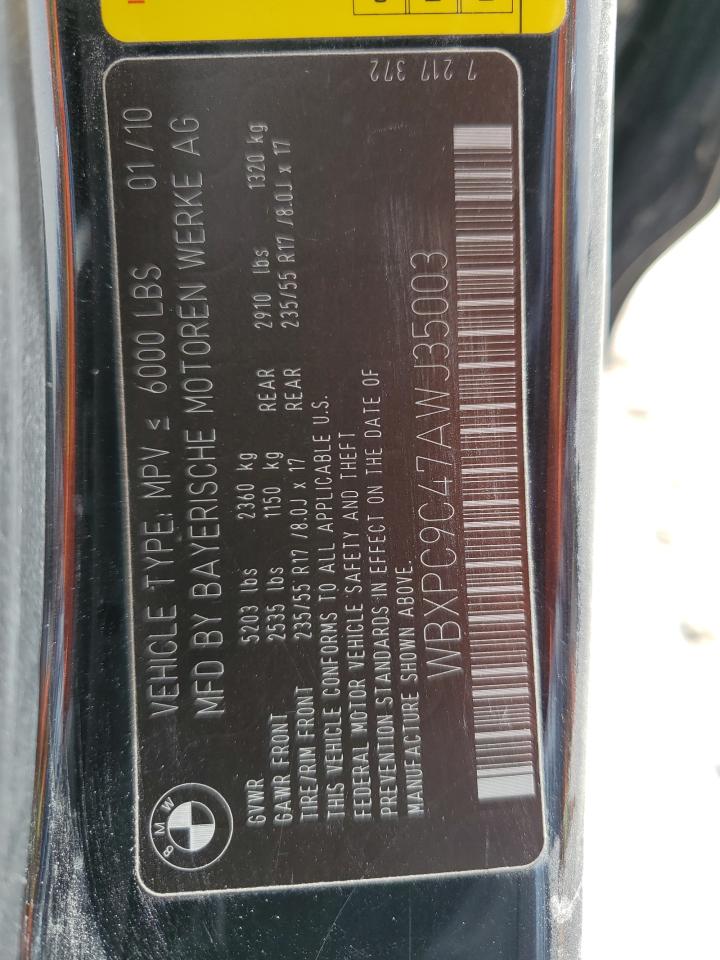 BMW
VEHICLE TYPE: MPV ≤ 6000 LBS 01/10
MFD BY BAYERISCHE MOTOREN WERKE AG
GVWR 5203 lbs 2360 kg
GAWR FRONT 2535 lbs 1150 kg REAR 2910 lbs 1320 kg
TIRE/RIM FRONT 235/55 R17 /8.0J x 17 REAR 235/55 R17 /8.0J x 17
THIS VEHICLE CONFORMS TO ALL APPLICABLE U.S.
FEDERAL MOTOR VEHICLE SAFETY AND THEFT
PREVENTION STANDARDS IN EFFECT ON THE DATE OF
MANUFACTURE SHOWN ABOVE.
WBXPC9C47AWJ35003
7 217 372